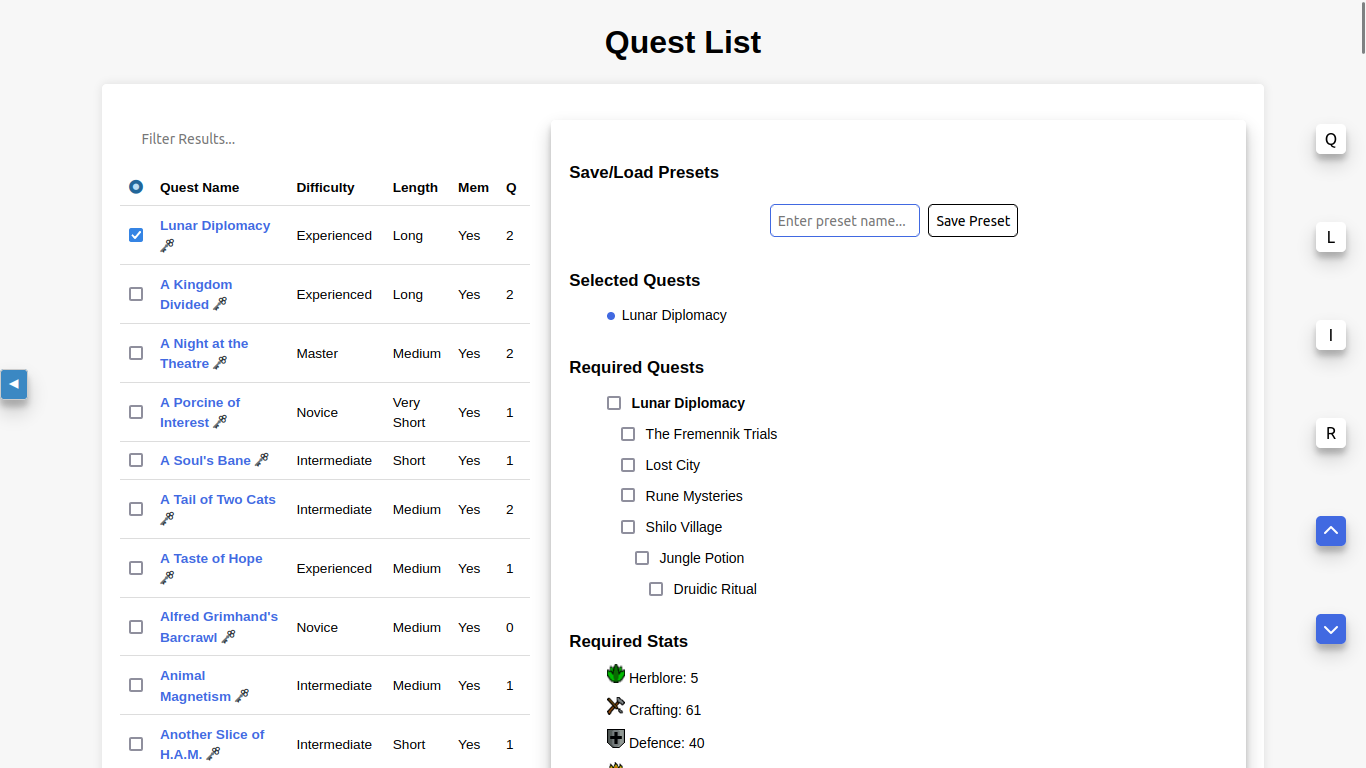 Quest List
Filter Results...
Quest Name Difficulty Length Mem Q
Lunar Diplomacy Experienced Long Yes 2
A Kingdom
Divided Experienced Long Yes 2
A Night at the
Theatre Master Medium Yes 2
A Porcine of
Interest Novice Very
Short Yes 1
A Soul's Bane Intermediate Short Yes 1
A Tail of Two Cats Intermediate Medium Yes 2
A Taste of Hope Experienced Medium Yes 1
Alfred Grimhand's
Barcrawl Novice Medium Yes 0
Animal
Magnetism Intermediate Medium Yes 1
Another Slice of
H.A.M. Intermediate Short Yes 1
Save/Load Presets
Enter preset name... Save Preset
Selected Quests
Lunar Diplomacy
Required Quests
Lunar Diplomacy
The Fremennik Trials
Lost City
Rune Mysteries
Shilo Village
Jungle Potion
Druidic Ritual
Required Stats
Herblore: 5
Crafting: 61
Defence: 40
Q
L
I
R